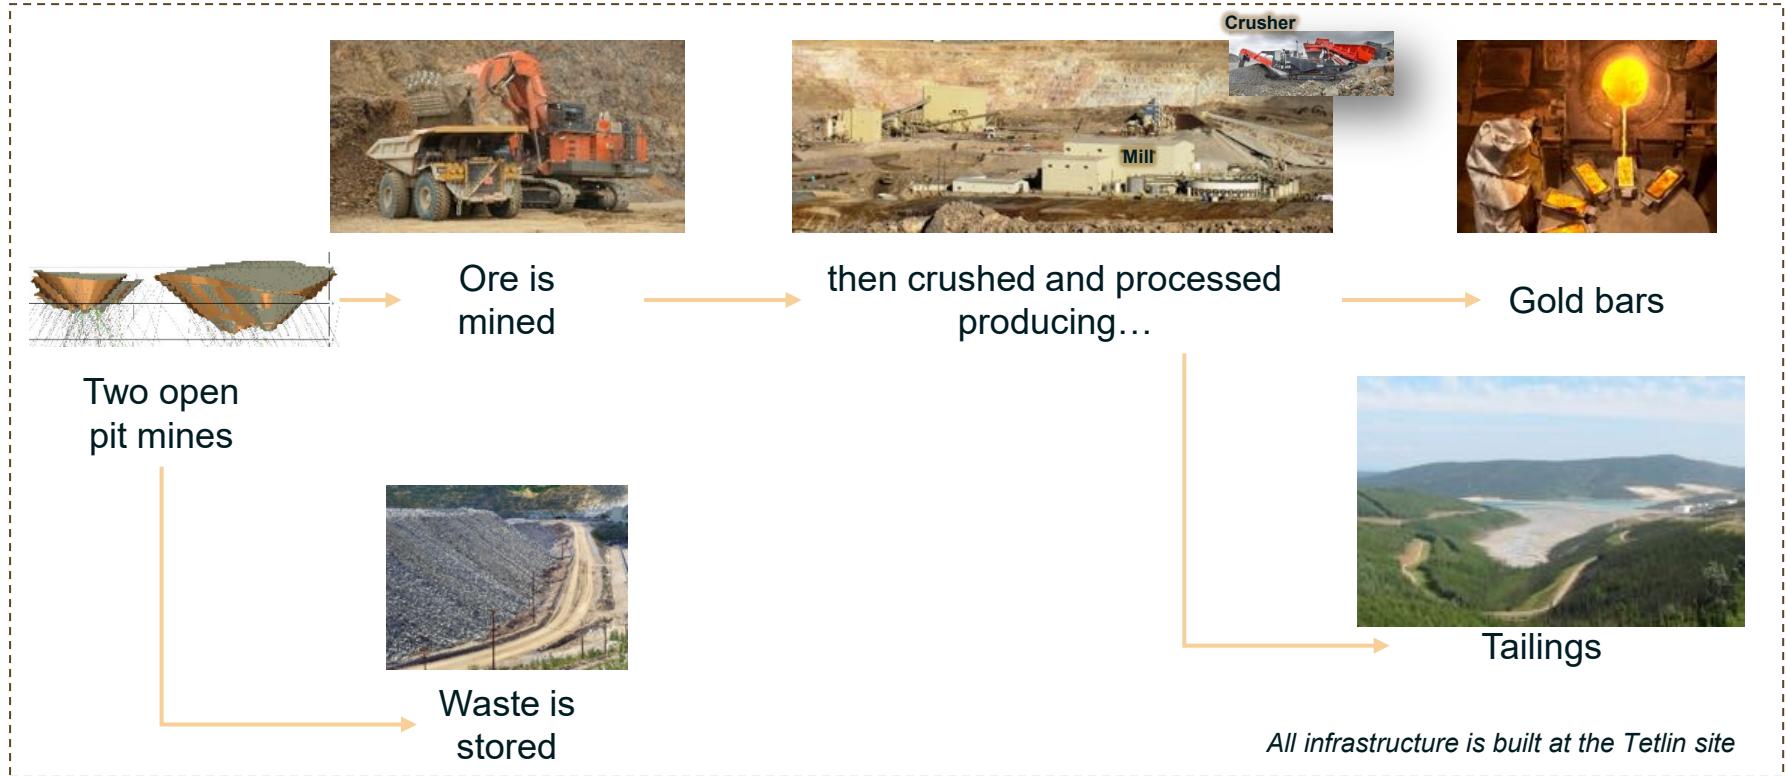 Crusher
Mill
Ore is
mined
then crushed and processed
producing…
Gold bars
Two open
pit mines
Tailings
Waste is
stored
All infrastructure is built at the Tetlin site